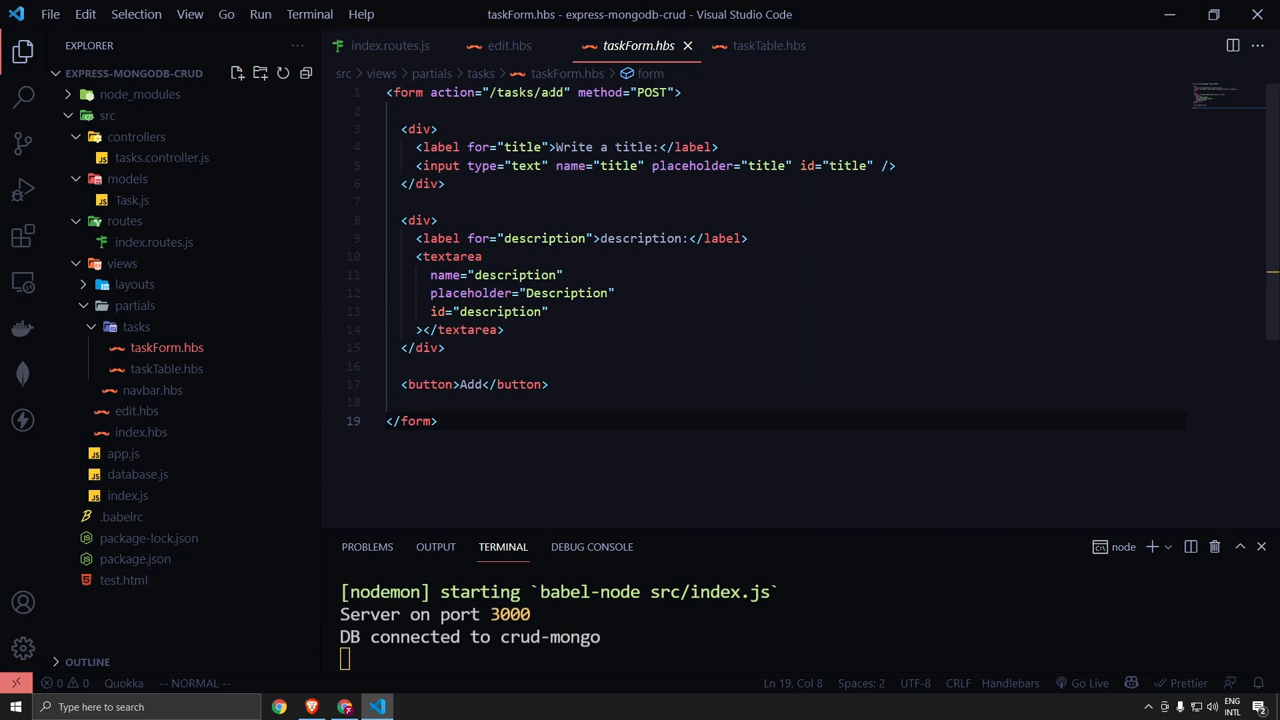 File Edit Selection View Go Run Terminal Help
taskForm.hbs - express-mongodb-crud - Visual Studio Code
EXPLORER
EXPRESS-MONGODB-CRUD
node_modules
src
controllers
JS tasks.controller.js
models
JS Task.js
routes
index.routes.js
views
layouts
partials
tasks
taskForm.hbs
taskTable.hbs
navbar.hbs
edit.hbs
index.hbs
JS app.js
JS database.js
JS index.js
.babelrc
package-lock.json
package.json
test.html
OUTLINE
index.routes.js edit.hbs taskForm.hbs taskTable.hbs
src > views > partials > tasks > taskForm.hbs > form
1 <form action="/tasks/add" method="POST">
2
3 <div>
4 <label for="title">Write a title:</label>
5 <input type="text" name="title" placeholder="title" id="title" />
6 </div>
7
8 <div>
9 <label for="description">description:</label>
10 <textarea
11 name="description"
12 placeholder="Description"
13 id="description"
14 ></textarea>
15 </div>
16
17 <button>Add</button>
18
19 </form>
PROBLEMS OUTPUT TERMINAL DEBUG CONSOLE
node
[nodemon] starting `babel-node src/index.js`
Server on port 3000
DB connected to crud-mongo
0 0 Quokka -- NORMAL --
Ln 19, Col 8 Spaces: 2 UTF-8 CRLF Handlebars Go Live Prettier
Type here to search
ENG
INTL